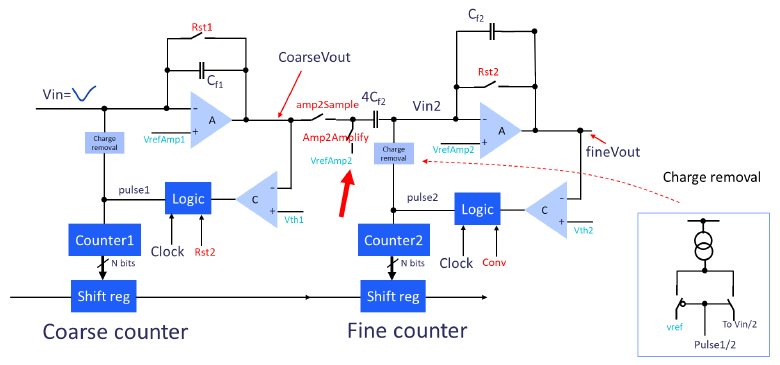 Rst1
Cf1
Vin=
A
VrefAmp1
Charge
removal
CoarseVout
amp2Sample
4Cf2
Amp2Amplify
VrefAmp2
Cf2
Rst2
Vin2
A
VrefAmp2
fineVout
Charge
removal
Charge removal
pulse1
Logic
C
Vth1
Counter1
Clock
Rst2
N bits
Shift reg
Coarse counter
pulse2
Logic
C
Vth2
Counter2
Clock
Conv
N bits
Shift reg
Fine counter
vref
To Vin/2
Pulse1/2